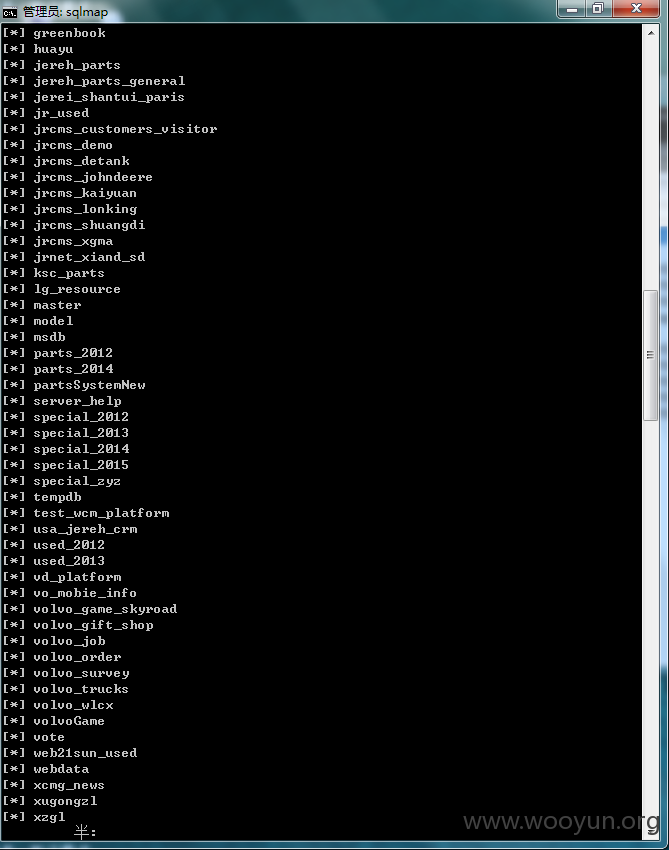 管理员: sqlmap
[*] greenbook
[*] huayu
[*] jereh_parts
[*] jereh_parts_general
[*] jerei_shantui_paris
[*] jr_used
[*] jrcms_customers_visitor
[*] jrcms_demo
[*] jrcms_detank
[*] jrcms_johndeere
[*] jrcms_kaiyuan
[*] jrcms_lonking
[*] jrcms_shuangdi
[*] jrcms_xgma
[*] jrnet_xiand_sd
[*] ksc_parts
[*] lg_resource
[*] master
[*] model
[*] msdb
[*] parts_2012
[*] parts_2014
[*] partsSystemNew
[*] server_help
[*] special_2012
[*] special_2013
[*] special_2014
[*] special_2015
[*] special_zyz
[*] tempdb
[*] test_wcm_platform
[*] usa_jereh_crm
[*] used_2012
[*] used_2013
[*] vd_platform
[*] vo_mobie_info
[*] volvo_game_skyroad
[*] volvo_gift_shop
[*] volvo_job
[*] volvo_order
[*] volvo_survey
[*] volvo_trucks
[*] volvo_wlcx
[*] volvoGame
[*] vote
[*] web21sun_used
[*] webdata
[*] xcmg_news
[*] xugongzl
[*] xzgl
半:
www.wooyun.org